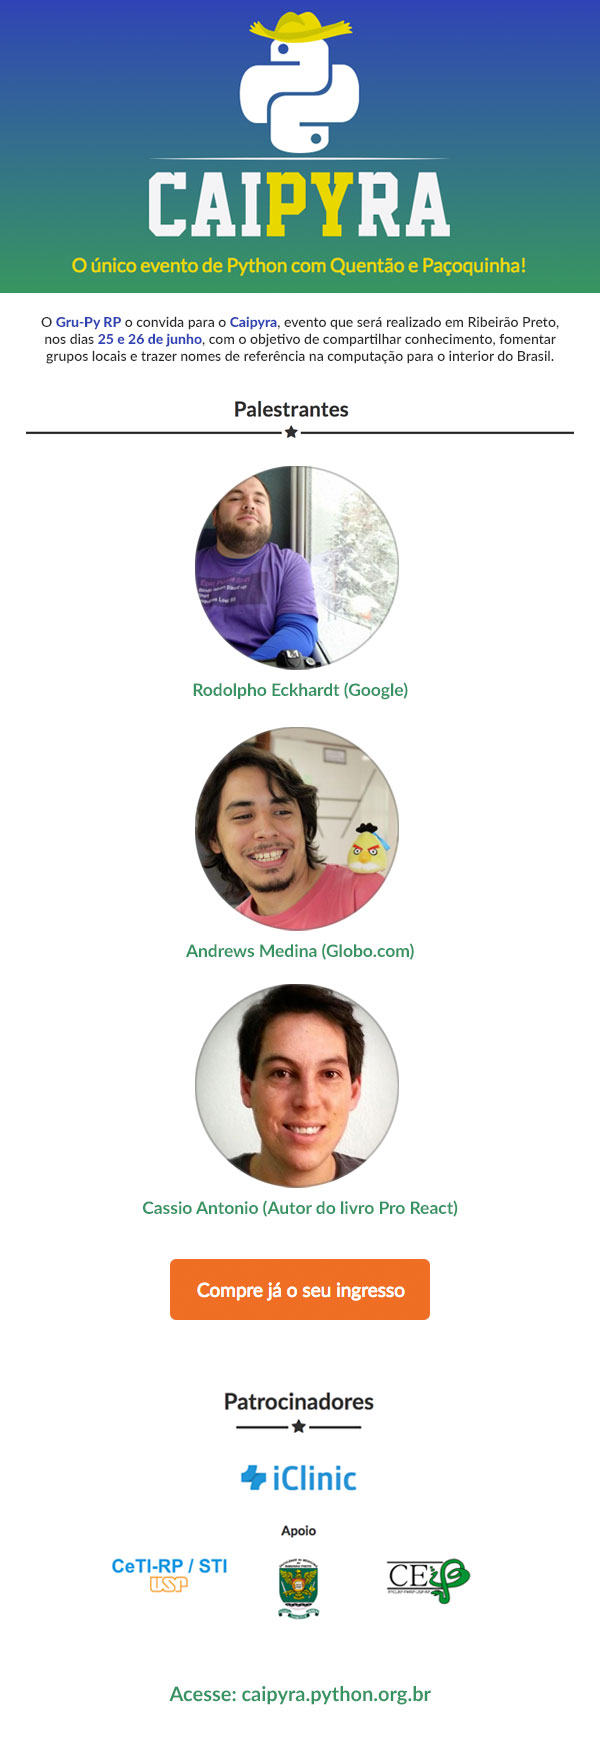 CAIPYRA
O único evento de Python com Quentão e Paçoquinha!
O Gru-Py RP o convida para o Caipyra, evento que será realizado em Ribeirão Preto,
nos dias 25 e 26 de junho, com o objetivo de compartilhar conhecimento, fomentar
grupos locais e trazer nomes de referência na computação para o interior do Brasil.
Palestrantes
Rodolpho Eckhardt (Google)
Andrews Medina (Globo.com)
Cassio Antonio (Autor do livro Pro React)
Compre já o seu ingresso
Patrocinadores
iClinic
Apoio
CeTI-RP / STI
USP
Acesse: caipyra.python.org.br